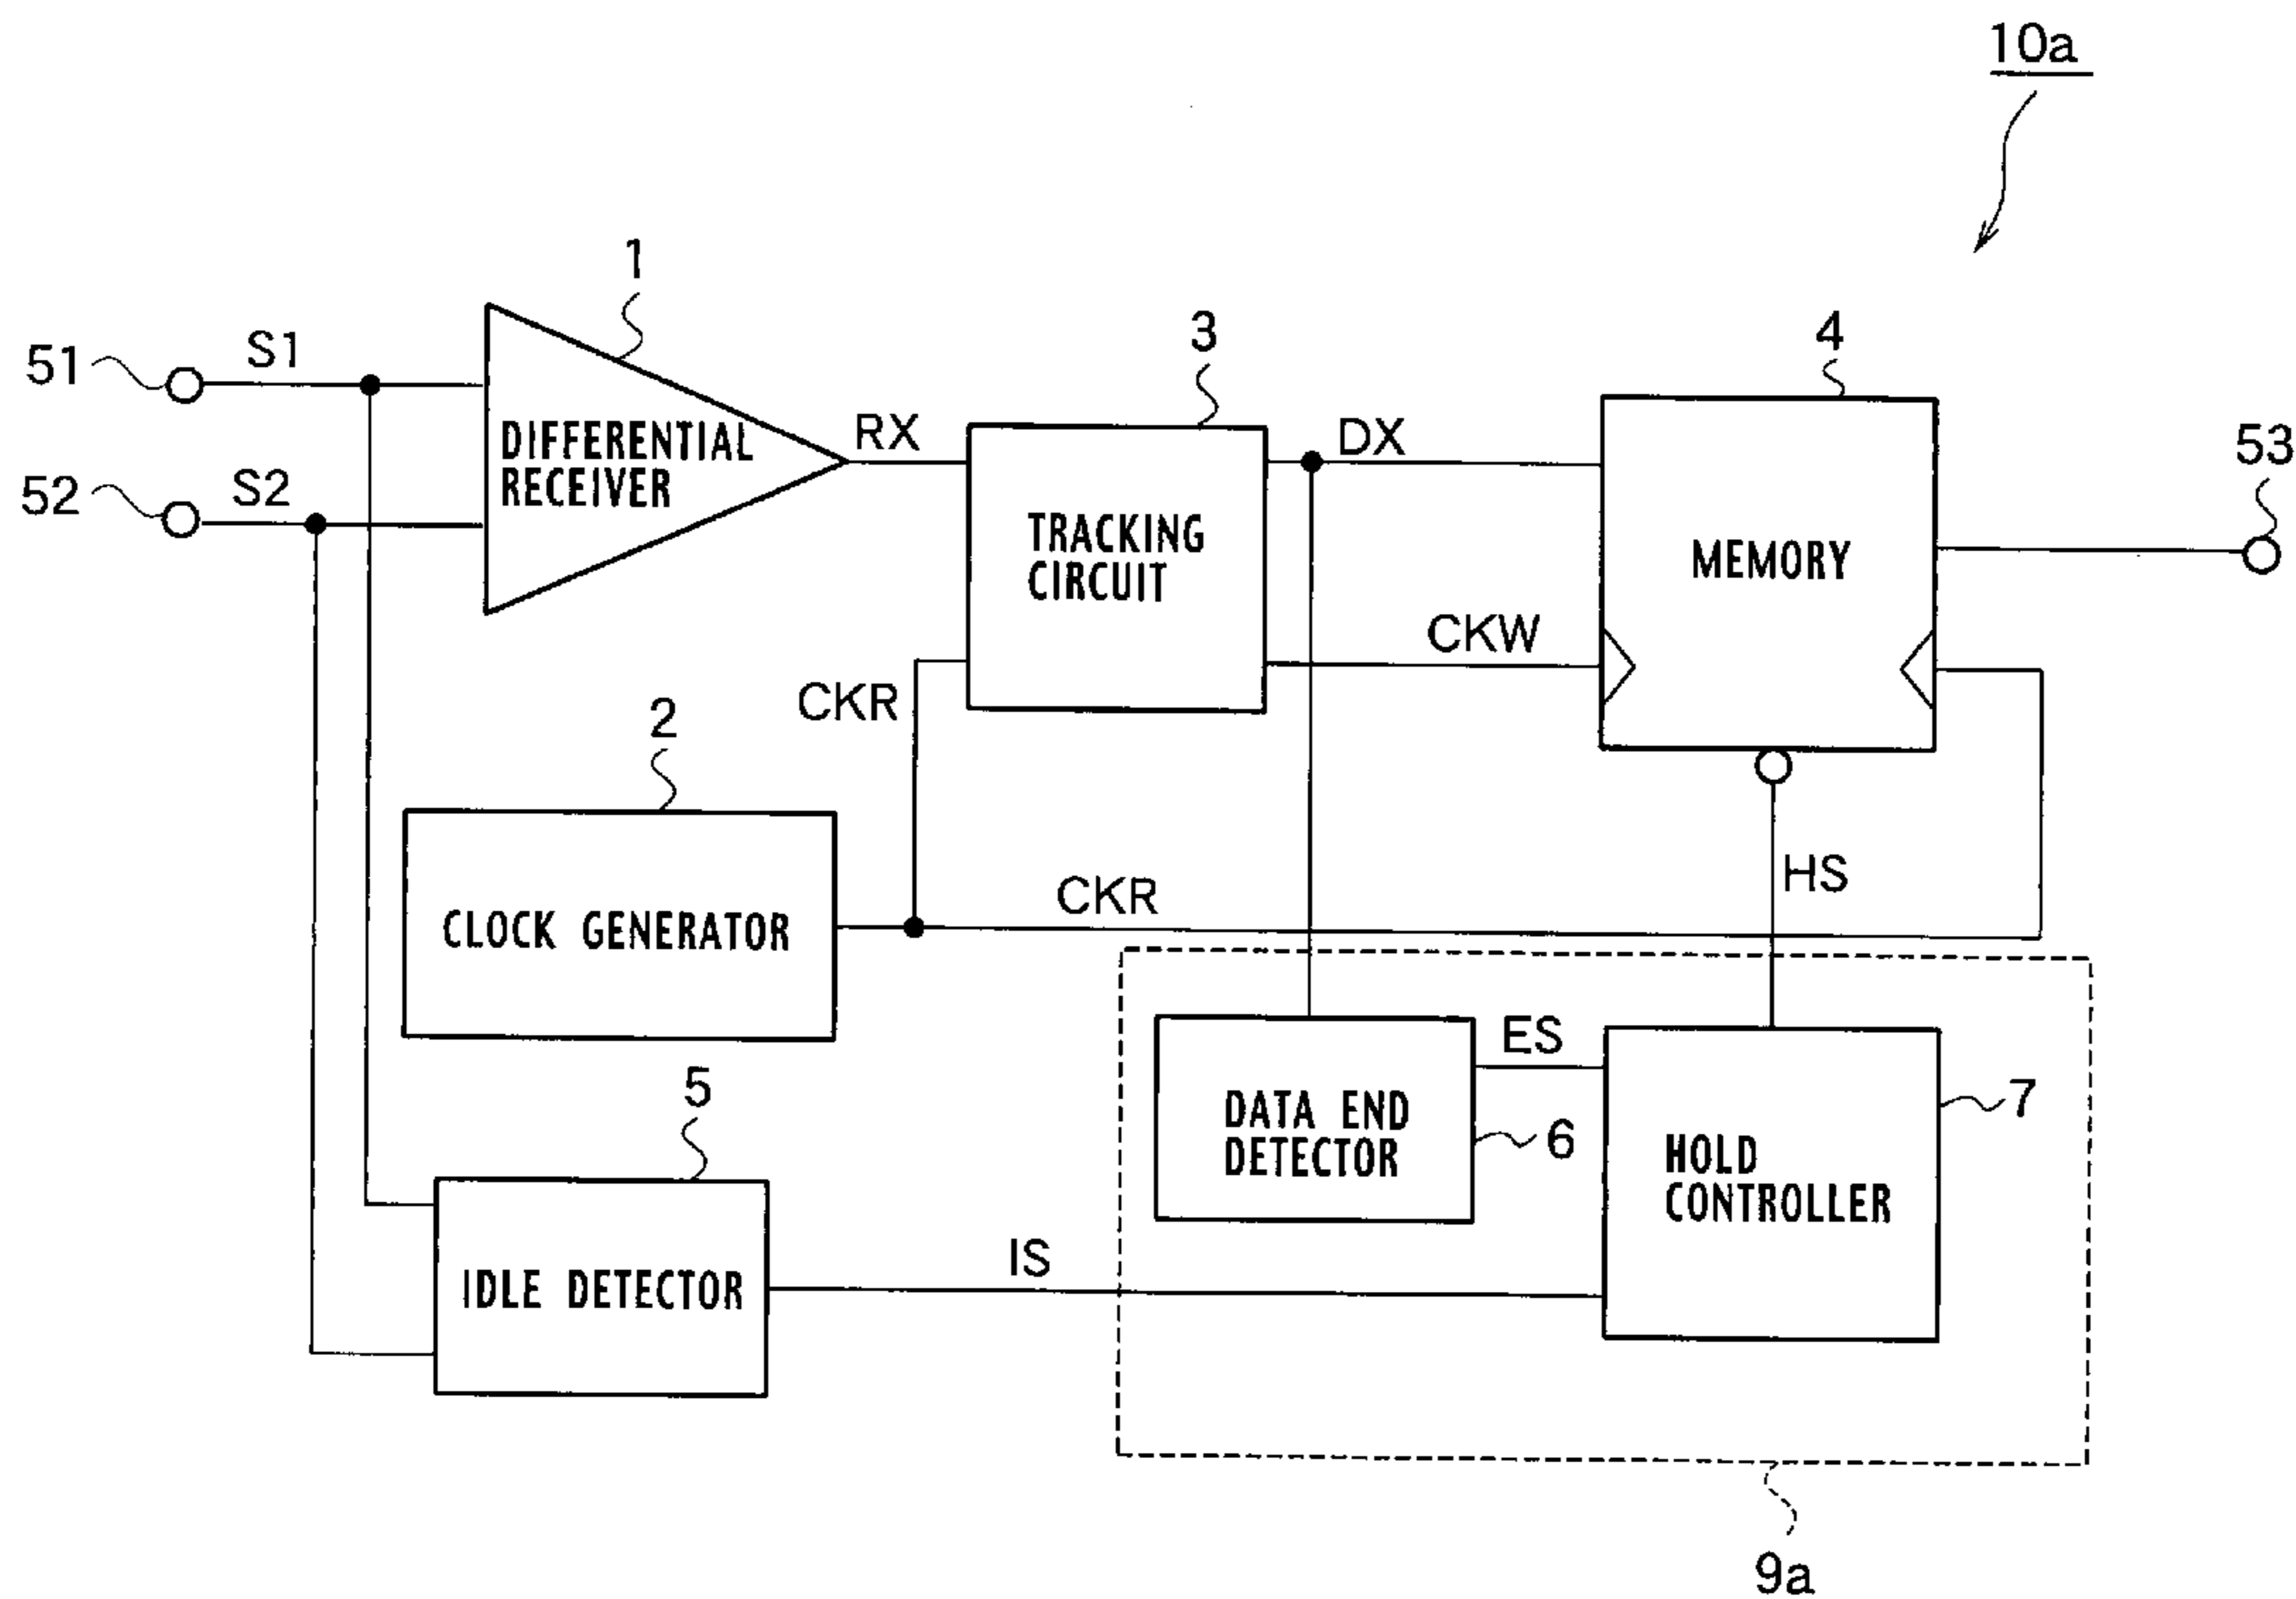 10a
1
51
S1
3
4
DIFFERENTIAL
RECEIVER
RX
DX
53
52
S2
TRACKING
CIRCUIT
MEMORY
CKW
CKR
2
HS
CKR
CLOCK GENERATOR
ES
5
DATA END
DETECTOR
6
7
HOLD
CONTROLLER
IS
IDLE DETECTOR
9a